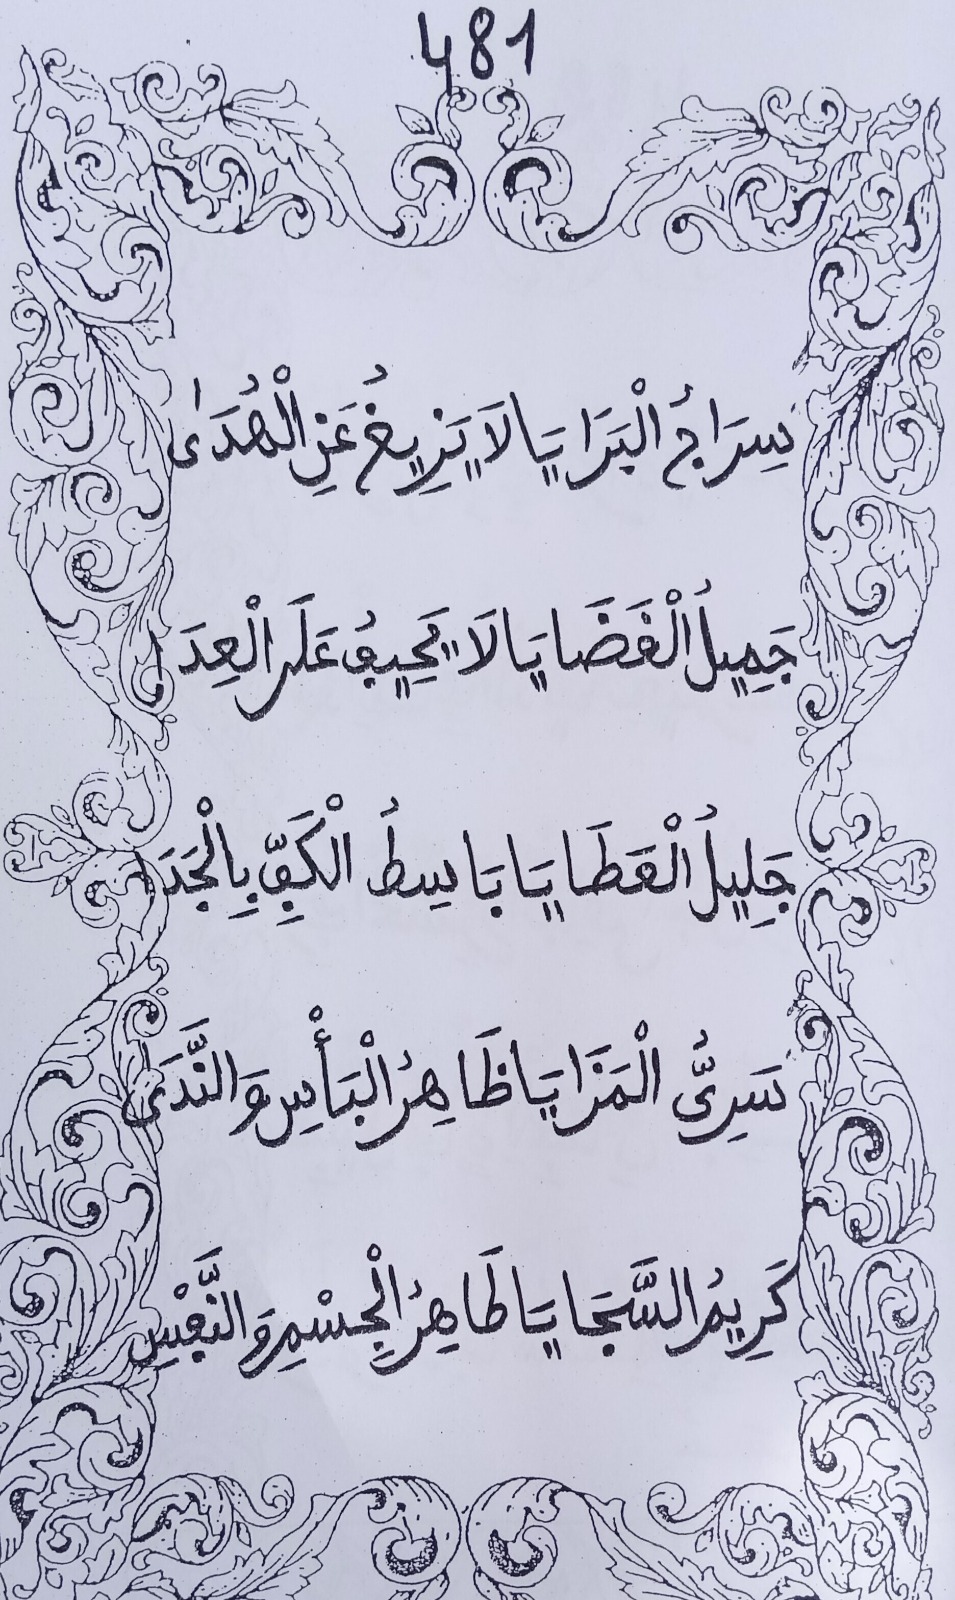 481
سِرَاجُ الْبَرَايَا لَا يَزِيغُ عَنِ الْهُدَىٰ
جَمِيلُ الْقَضَايَا لَا يَحِيفُ عَلَى الْعِدَا
جَلِيلُ الْعَطَايَا بَاسِطُ الْكَفِّ بِالْجَدَا
سَرِيُّ الْمَزَايَا ظَاهِرُ الْبَأْسِ وَالنَّدَىٰ
كَرِيمُ السَّجَايَا طَاهِرُ الْجِسْمِ وَالنَّفْسِ